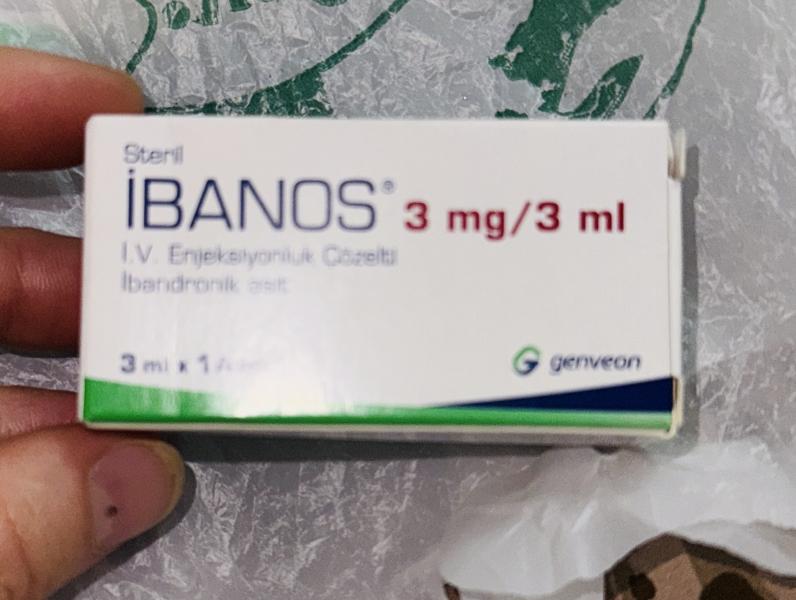 Steril
İBANOS® 3 mg/3 ml
İ.V. Enjeksiyonluk Çözelti
İbandronik asit
3 ml x 1
genveon